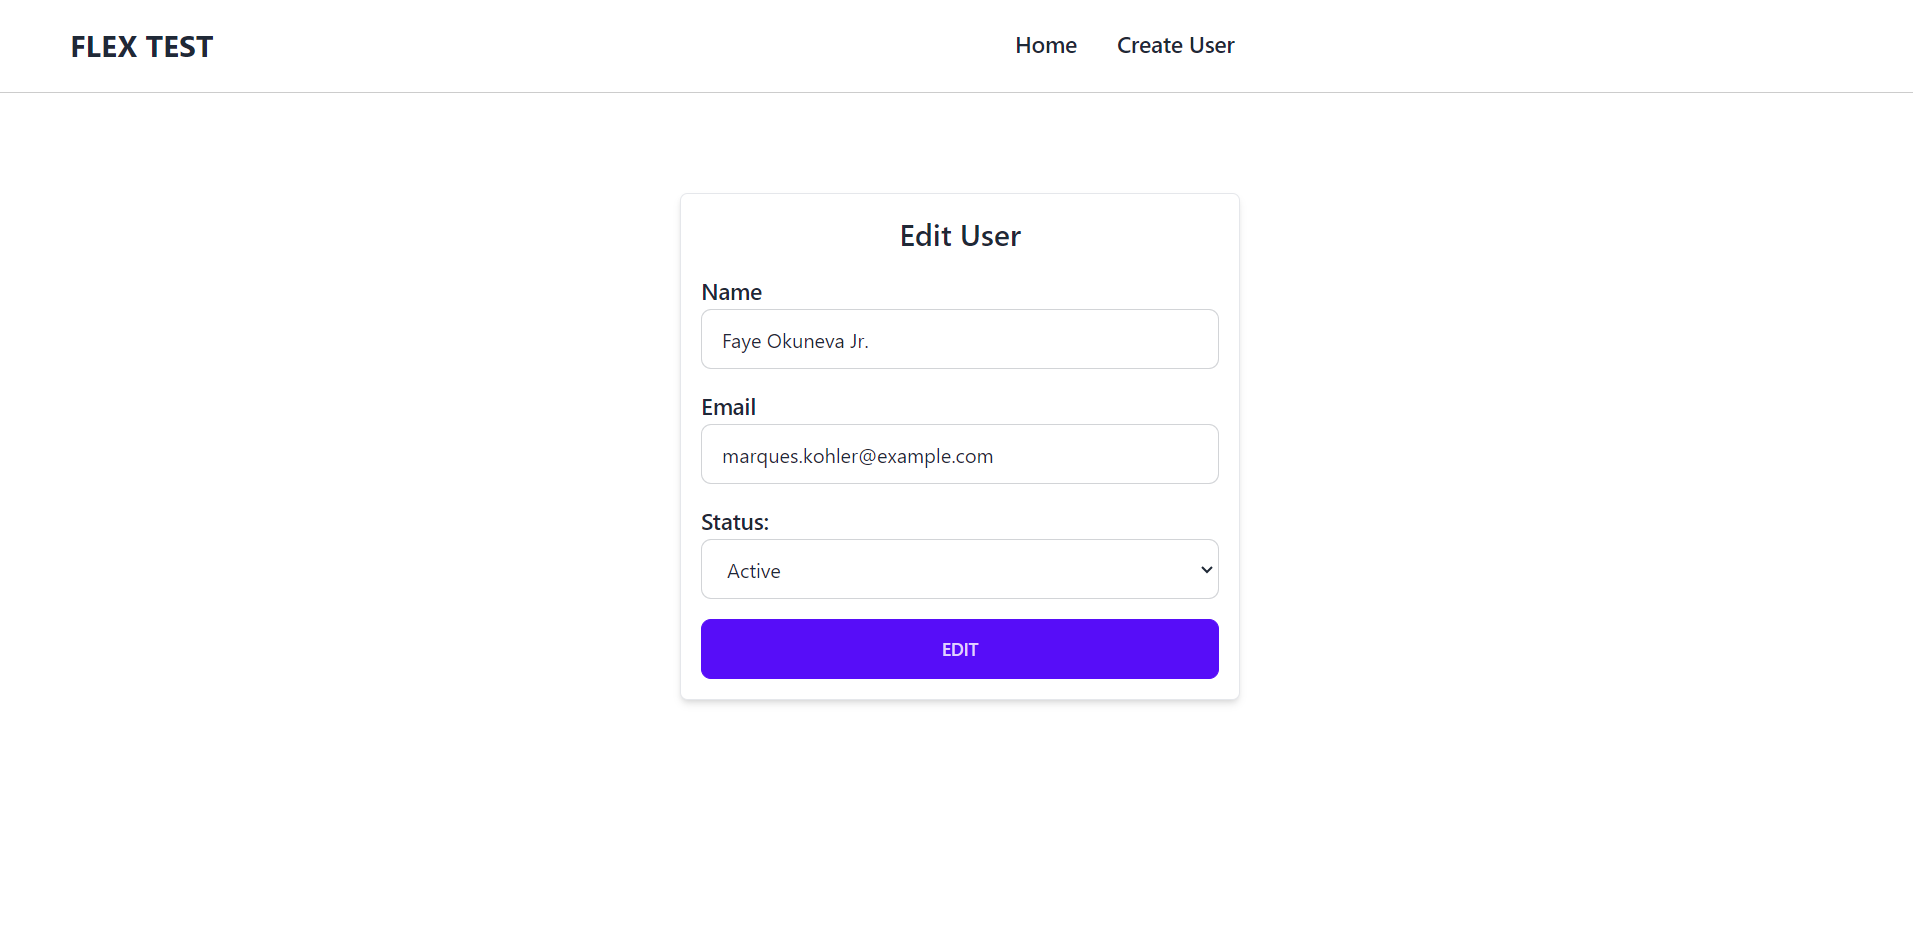 FLEX TEST
Home
Create User
Edit User
Name
Faye Okuneva Jr.
Email
marques.kohler@example.com
Status:
Active
EDIT